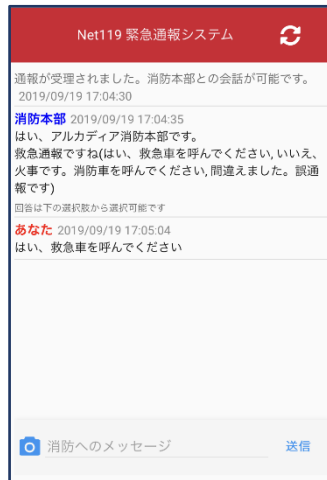 Net119 緊急通報システム
通報が受理されました。消防本部との会話が可能です。
2019/09/19 17:04:30
消防本部 2019/09/19 17:04:35
はい、アルカディア消防本部です。
救急通報ですね(はい、救急車を呼んでください, いいえ、
火事です。消防車を呼んでください, 間違えました。誤通
報です)
回答は下の選択肢から選択可能です
あなた 2019/09/19 17:05:04
はい、救急車を呼んでください
消防へのメッセージ 送信